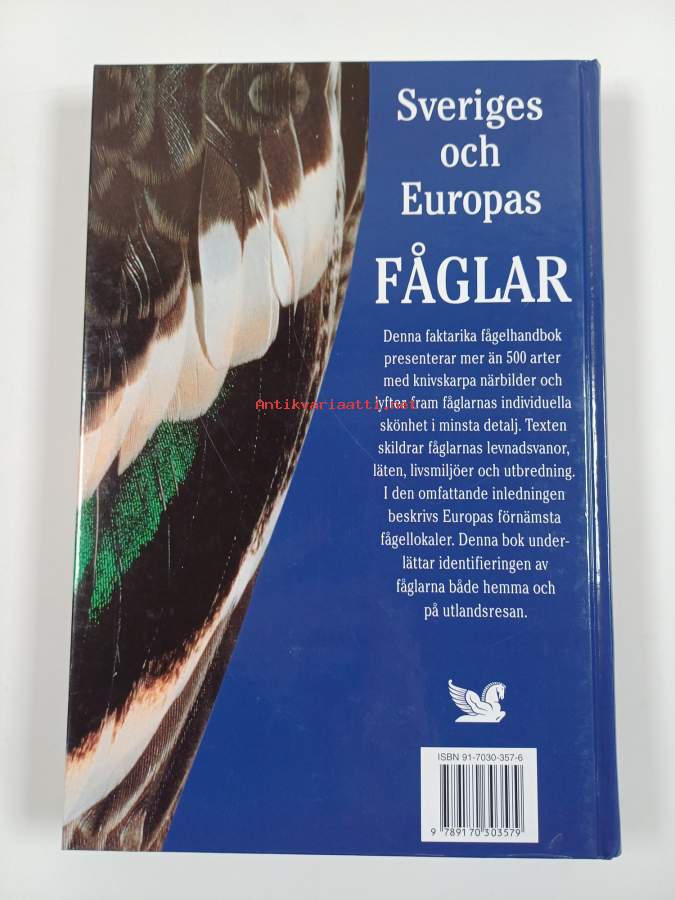 Sveriges
och
Europas
FÅGLAR
Denna faktarika fågelhandbok
presenterar mer än 500 arter
med knivskarpa närbilder och
lyfter fram fåglarnas individuella
skönhet i minsta detalj. Texten
skildrar fåglarnas levnadsvanor,
läten, livsmiljöer och utbredning.
I den omfattande inledningen
beskrivs Europas förnämsta
fågellokaler. Denna bok under-
lättar identifieringen av
fåglarna både hemma och
på utlandsresan.
Antikvariaatti.net
ISBN 91-7030-357-6
9 789170 303579